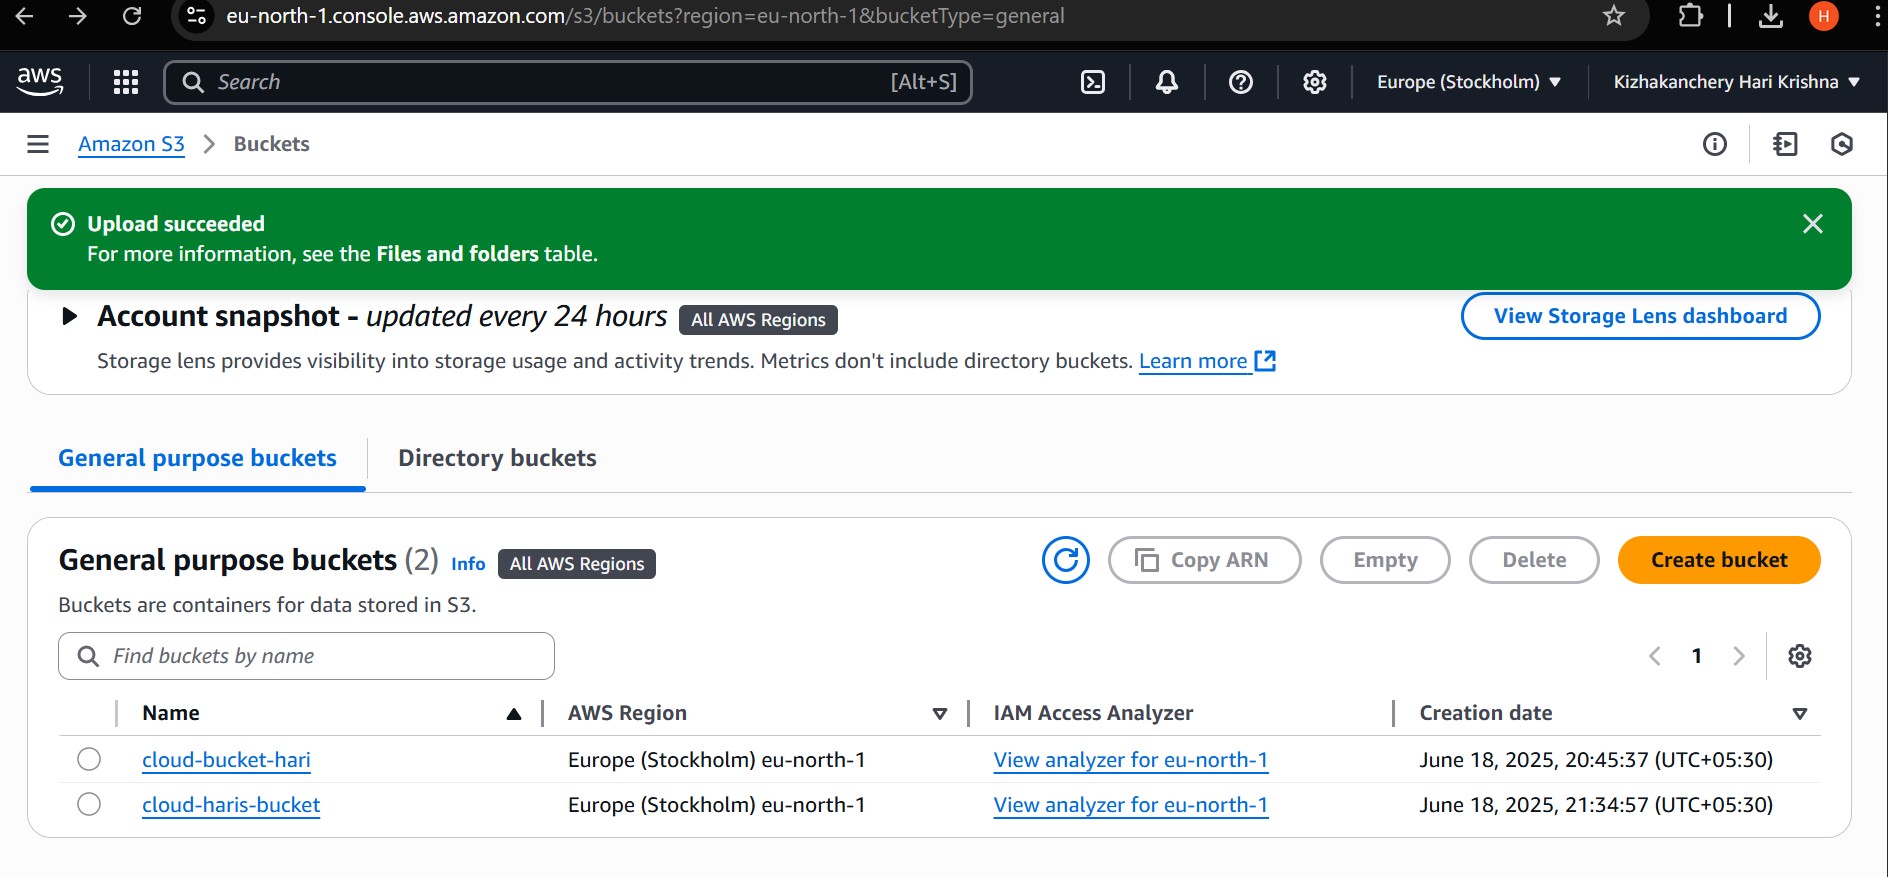 eu-north-1.console.aws.amazon.com/s3/buckets?region=eu-north-1&bucketType=general
H
aws
Search
[Alt+S]
Europe (Stockholm)
Kizhakanchery Hari Krishna
Amazon S3
Buckets
Upload succeeded
For more information, see the Files and folders table.
Account snapshot - updated every 24 hours
All AWS Regions
View Storage Lens dashboard
Storage lens provides visibility into storage usage and activity trends. Metrics don't include directory buckets. Learn more
General purpose buckets
Directory buckets
General purpose buckets (2) Info All AWS Regions
Copy ARN
Empty
Delete
Create bucket
Buckets are containers for data stored in S3.
Find buckets by name
1
Name AWS Region IAM Access Analyzer Creation date
cloud-bucket-hari Europe (Stockholm) eu-north-1 View analyzer for eu-north-1 June 18, 2025, 20:45:37 (UTC+05:30)
cloud-haris-bucket Europe (Stockholm) eu-north-1 View analyzer for eu-north-1 June 18, 2025, 21:34:57 (UTC+05:30)